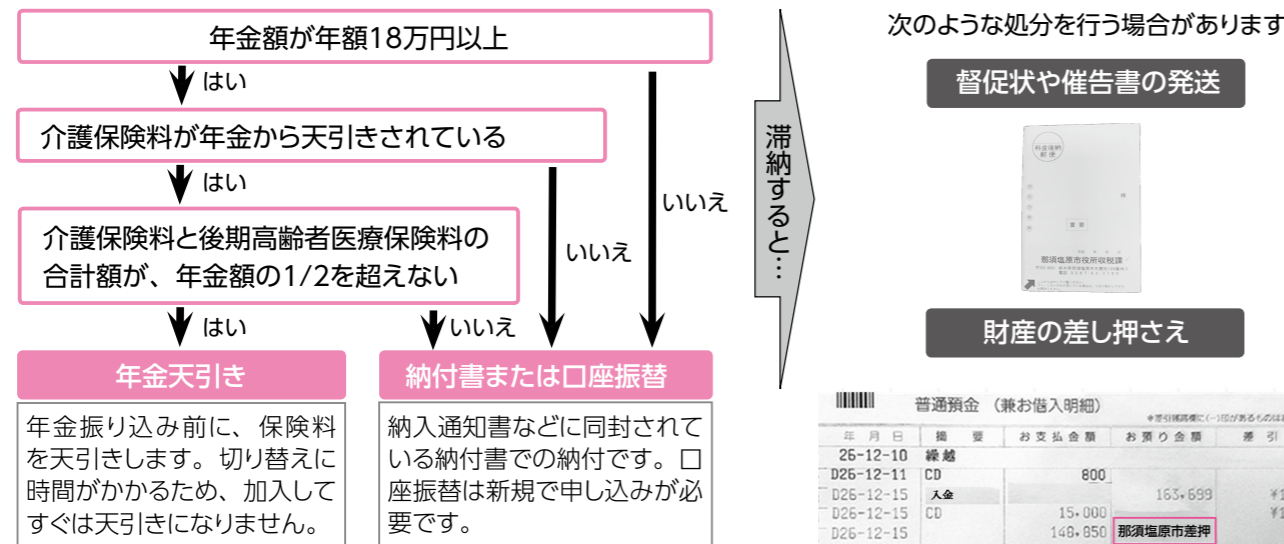 年金額が年額18万円以上
はい
介護保険料が年金から天引きされている
はい
いいえ
介護保険料と後期高齢者医療保険料の
合計額が、年金額の1/2を超えない
いいえ
はい
いいえ
年金天引き
年金振り込み前に、保険料
を天引きします。切り替えに
時間がかかるため、加入して
すぐは天引きになりません。
納付書または口座振替
納入通知書などに同封されて
いる納付書での納付です。口
座振替は新規で申し込みが必
要です。
滞納すると…
次のような処分を行う場合があります
督促状や催告書の発送
料金後納
郵便
重要
那須塩原市役所収税課
財産の差し押さえ
普通預金 (兼お借入明細)
年 月 日 摘 要 お支払金額 お預り金額 差 引
26-12-10 繰越
D26-12-11 CD 800
D26-12-15 入金 163,699 ¥1
D26-12-15 CD 15,000 ¥1
D26-12-15 148,850 那須塩原市差押